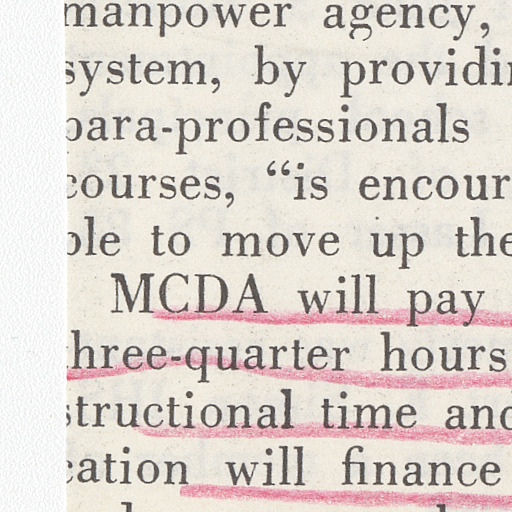 manpower agency,
system, by providi
para-professionals
courses, “is encour
ple to move up the
MCDA will pay
three-quarter hours
structional time and
cation will finance